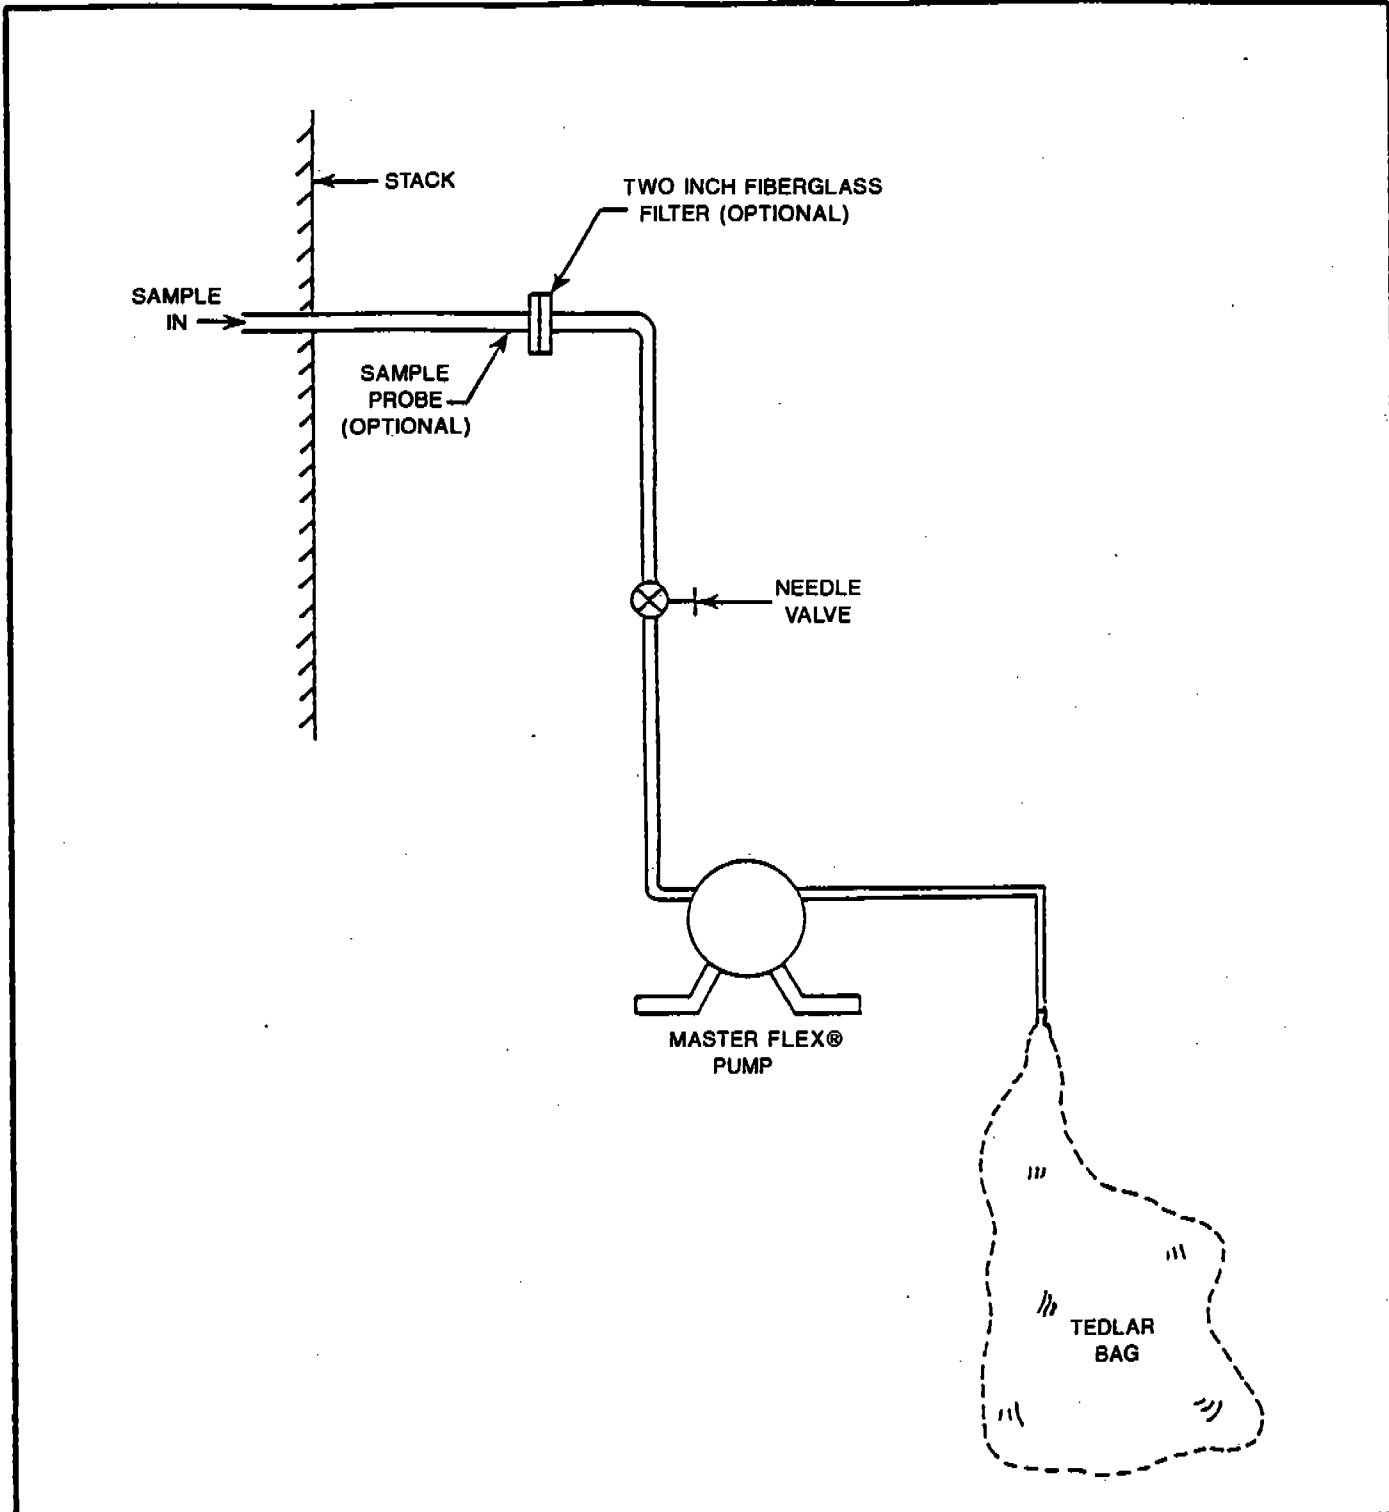 STACK
TWO INCH FIBERGLASS
FILTER (OPTIONAL)
SAMPLE
IN
SAMPLE
PROBE
(OPTIONAL)
NEEDLE
VALVE
MASTER FLEX®
PUMP
TEDLAR
BAG